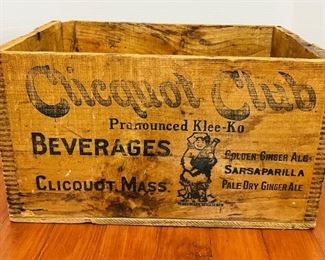 Clicquot Club
Pronounced Klee-Ko
BEVERAGES
CLICQUOT, MASS.
GOLDEN GINGER ALE
SARSAPARILLA
PALE DRY GINGER ALE